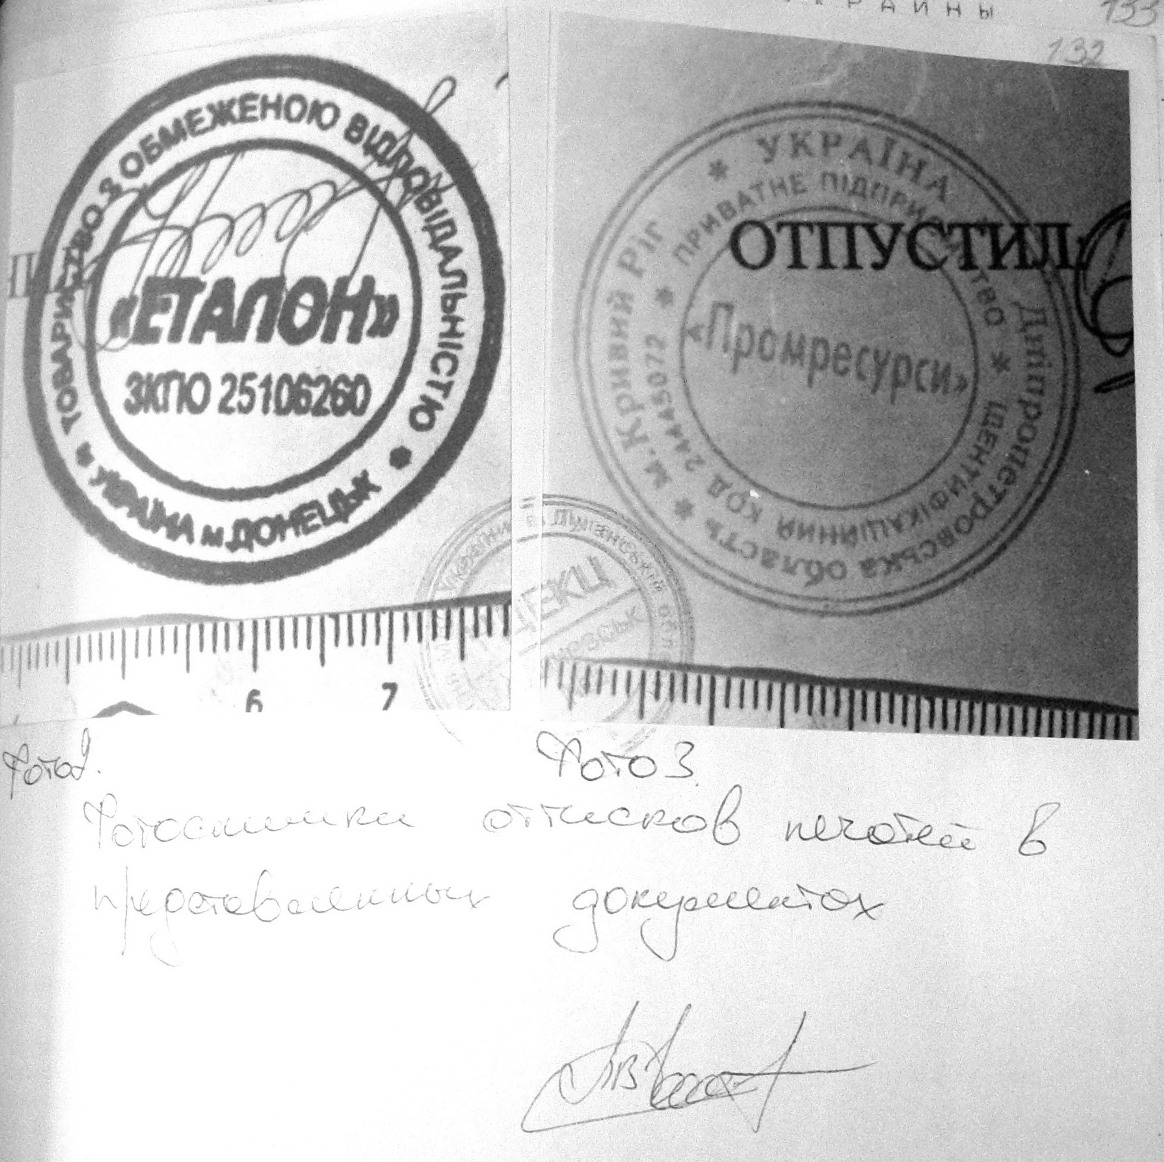 УКРАИНЫ
133
132
ТОВАРИСТВО З ОБМЕЖЕНОЮ ВІДПОВІДАЛЬНІСТЮ
* УКРАЇНА м ДОНЕЦЬК *
«ЕТАЛОН»
ЗКПО 25106260
6 7
* УКРАЇНА * Дніпропетровська область * м.Кривий Ріг
* ПРИВАТНЕ ПІДПРИЄМСТВО * ІДЕНТИФІКАЦІЙНИЙ КОД 24445072
«Промресурси»
ОТПУСТИЛ:
Фото2. Фото3
Фотоснимки оттисков печатей в
представленных документах